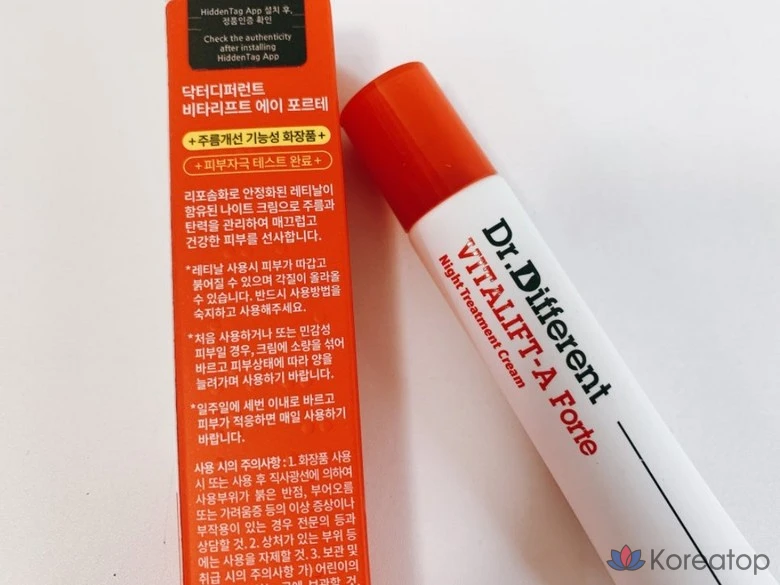 HiddenTag App 설치 후,
정품인증 확인
Check the authenticity
after installing
HiddenTag App
닥터디퍼런트
비타리프트 에이 포르테
+주름개선 기능성 화장품+
+피부자극 테스트 완료+
리포솜화로 안정화된 레티날이
함유된 나이트 크림으로 주름과
탄력을 관리하여 매끄럽고
건강한 피부를 선사합니다.
*레티날 사용시 피부가 따갑고
붉어질 수 있으며 각질이 올라올
수 있습니다. 반드시 사용방법을
숙지하고 사용해주세요.
*처음 사용하거나 또는 민감성
피부일 경우, 크림에 소량을 섞어
바르고 피부상태에 따라 양을
늘려가며 사용하기 바랍니다.
*일주일에 세번 이내로 바르고
피부가 적응하면 매일 사용하기
바랍니다.
사용 시의 주의사항 : 1. 화장품 사용
시 또는 사용 후 직사광선에 의하여
사용부위가 붉은 반점, 부어오름
또는 가려움증 등의 이상 증상이나
부작용이 있는 경우 전문의 등과
상담할 것. 2. 상처가 있는 부위 등
에는 사용을 자제할 것. 3. 보관 및
취급 시의 주의사항 가) 어린이의
손이 닿지 않는 곳에 보관할 것
Dr.Different
VITALIFT-A Forte
Night Treatment Cream
Koreatop